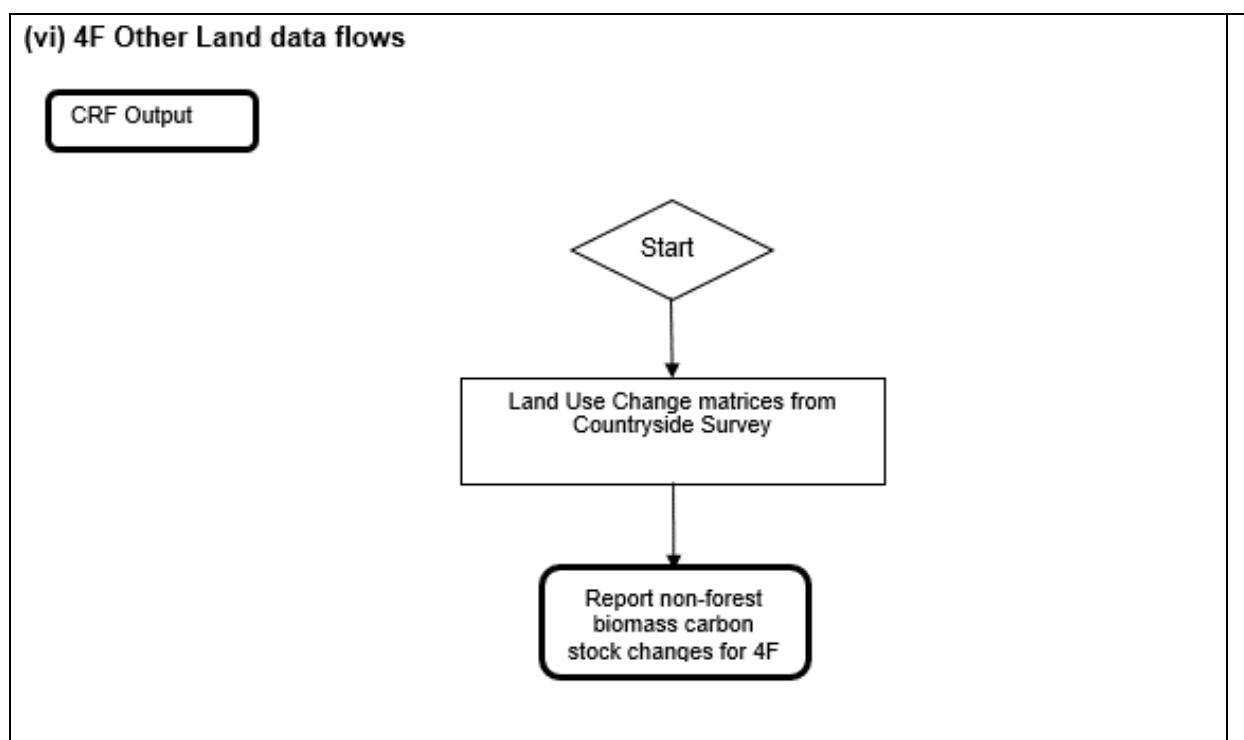 (vi) 4F Other Land data flows
CRF Output
Start
Land Use Change matrices from
Countryside Survey
Report non-forest
biomass carbon
stock changes for 4F